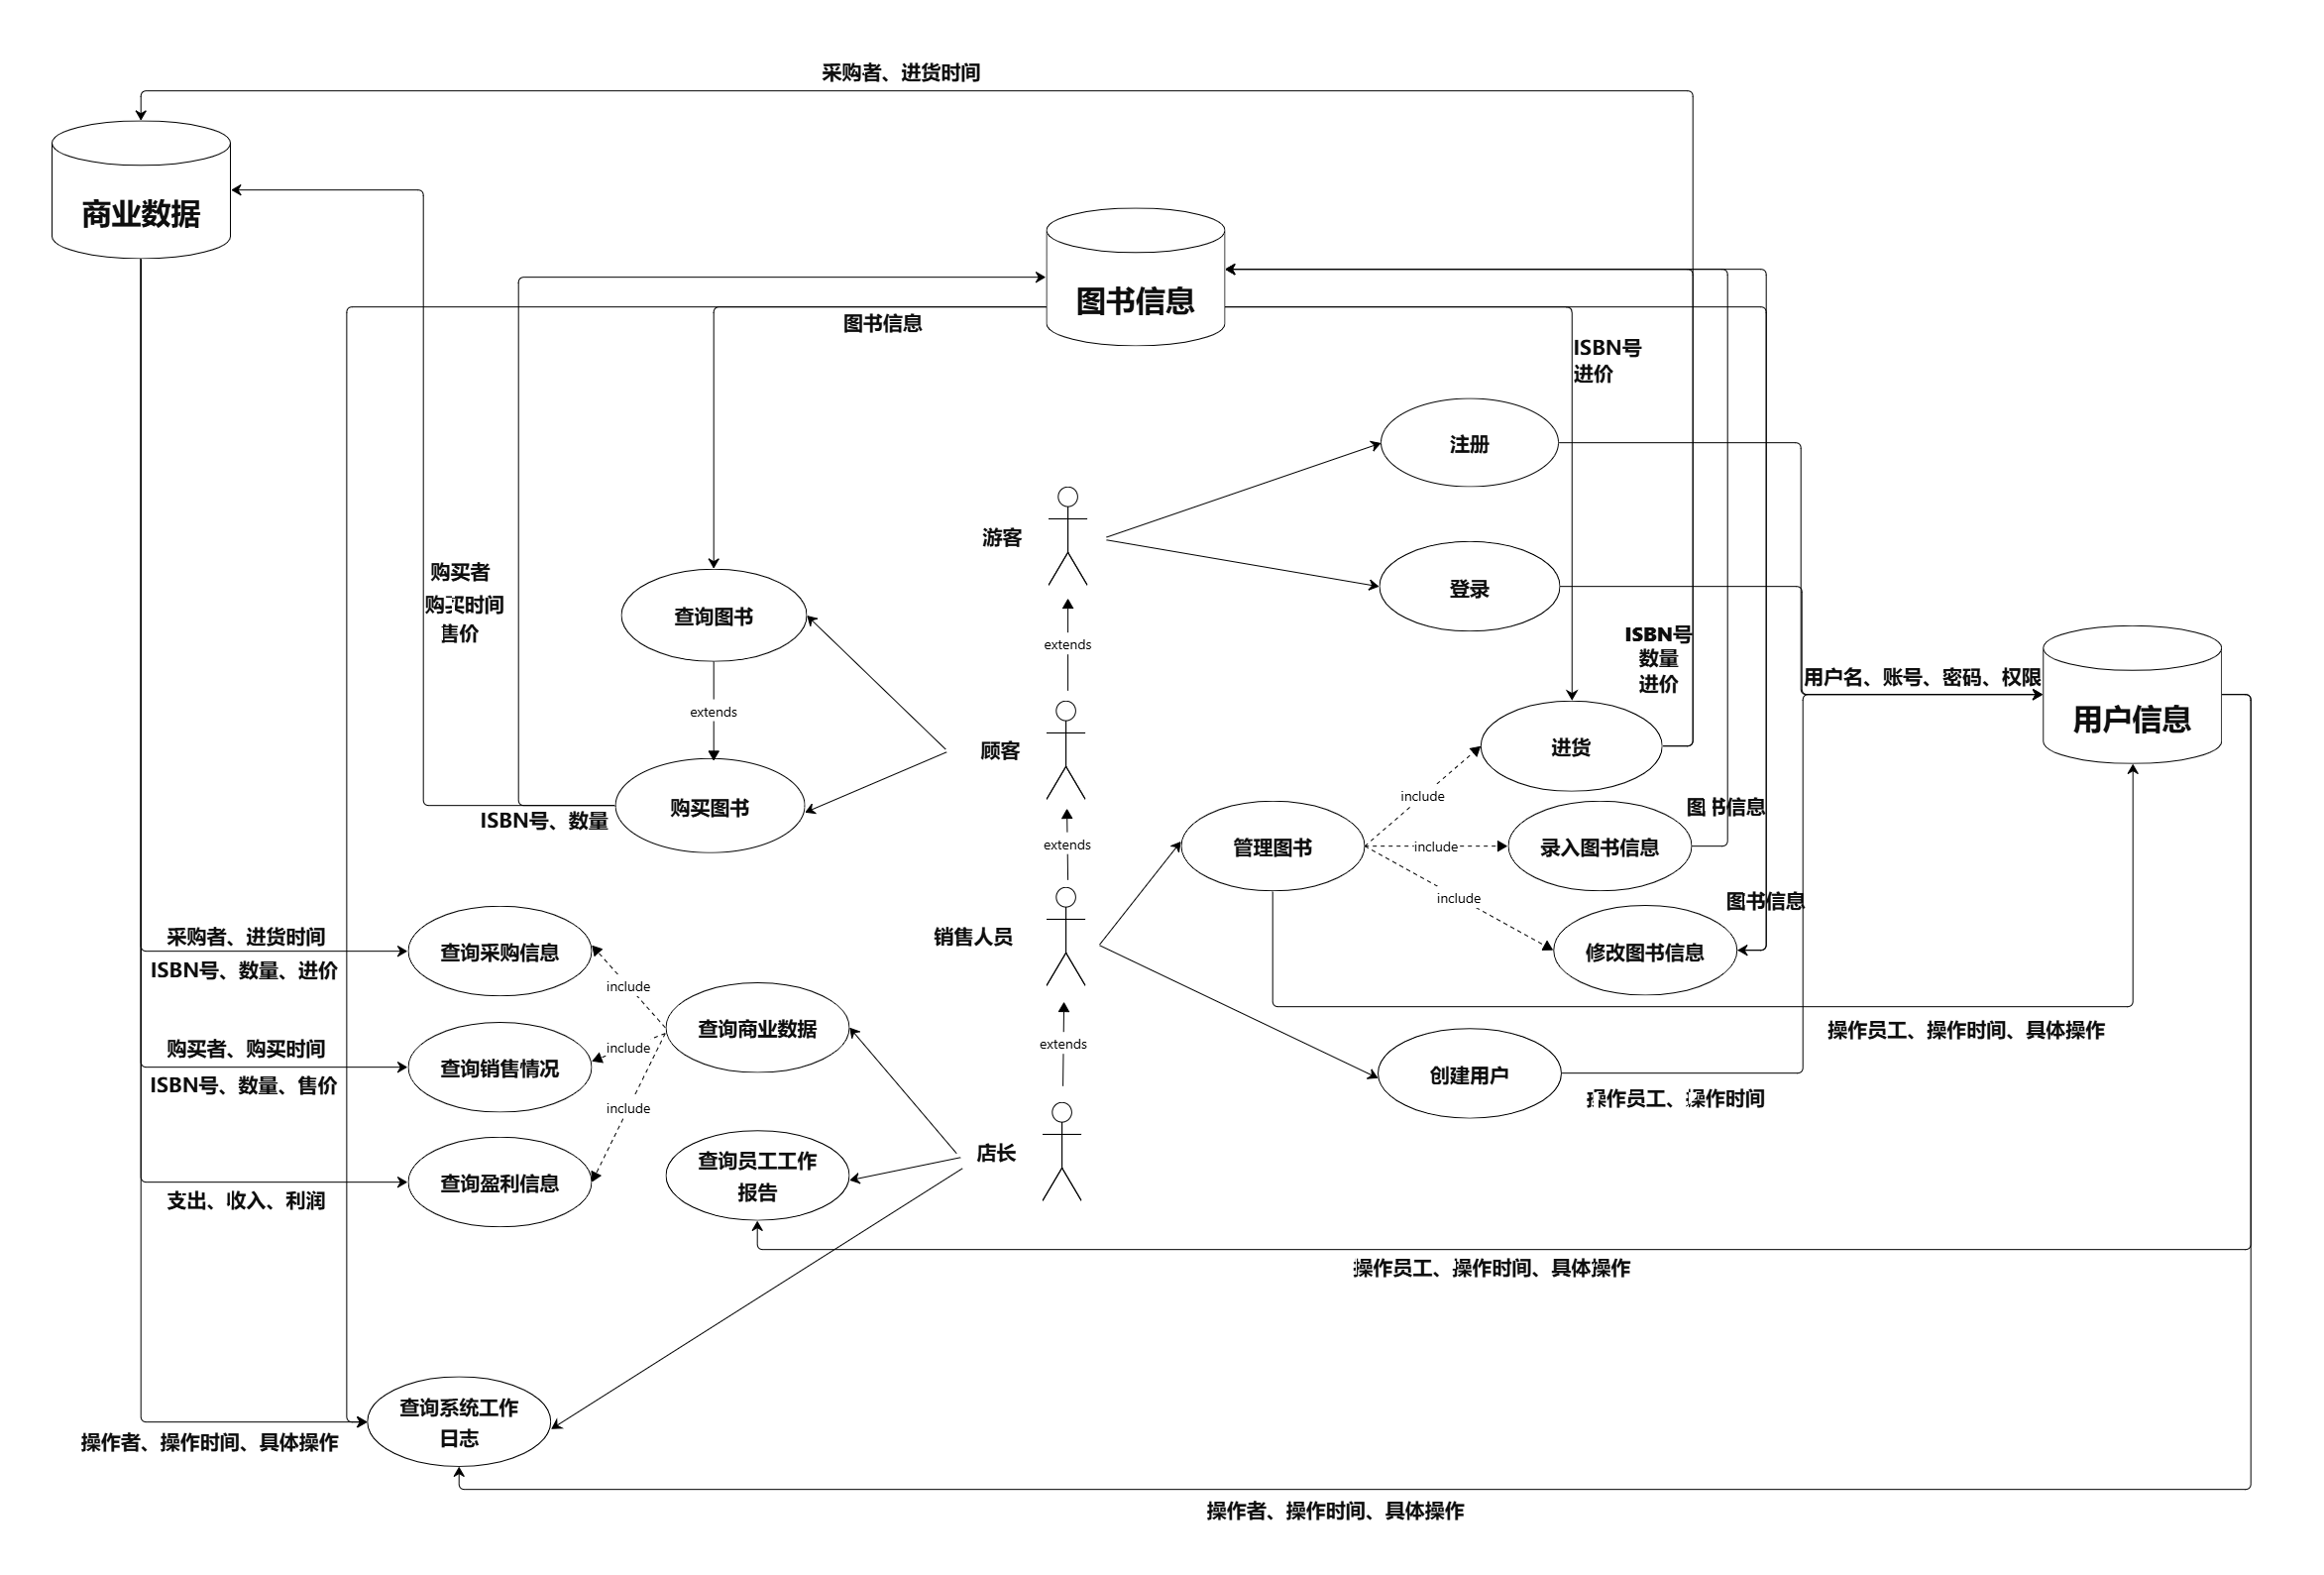 采购者、进货时间
商业数据
图书信息
图书信息
ISBN号
进价
注册
游客
登录
购买者
购买时间
售价
查询图书
extends
extends
ISBN号
数量
进价
用户名、账号、密码、权限
用户信息
顾客
进货
购买图书
ISBN号、数量
include
图书信息
extends
管理图书
include
录入图书信息
include
图书信息
销售人员
采购者、进货时间
ISBN号、数量、进价
查询采购信息
修改图书信息
include
查询商业数据
操作员工、操作时间、具体操作
购买者、购买时间
ISBN号、数量、售价
查询销售情况
include
extends
创建用户
操作员工、操作时间
include
店长
查询员工工作
报告
查询盈利信息
支出、收入、利润
操作员工、操作时间、具体操作
查询系统工作
日志
操作者、操作时间、具体操作
操作者、操作时间、具体操作